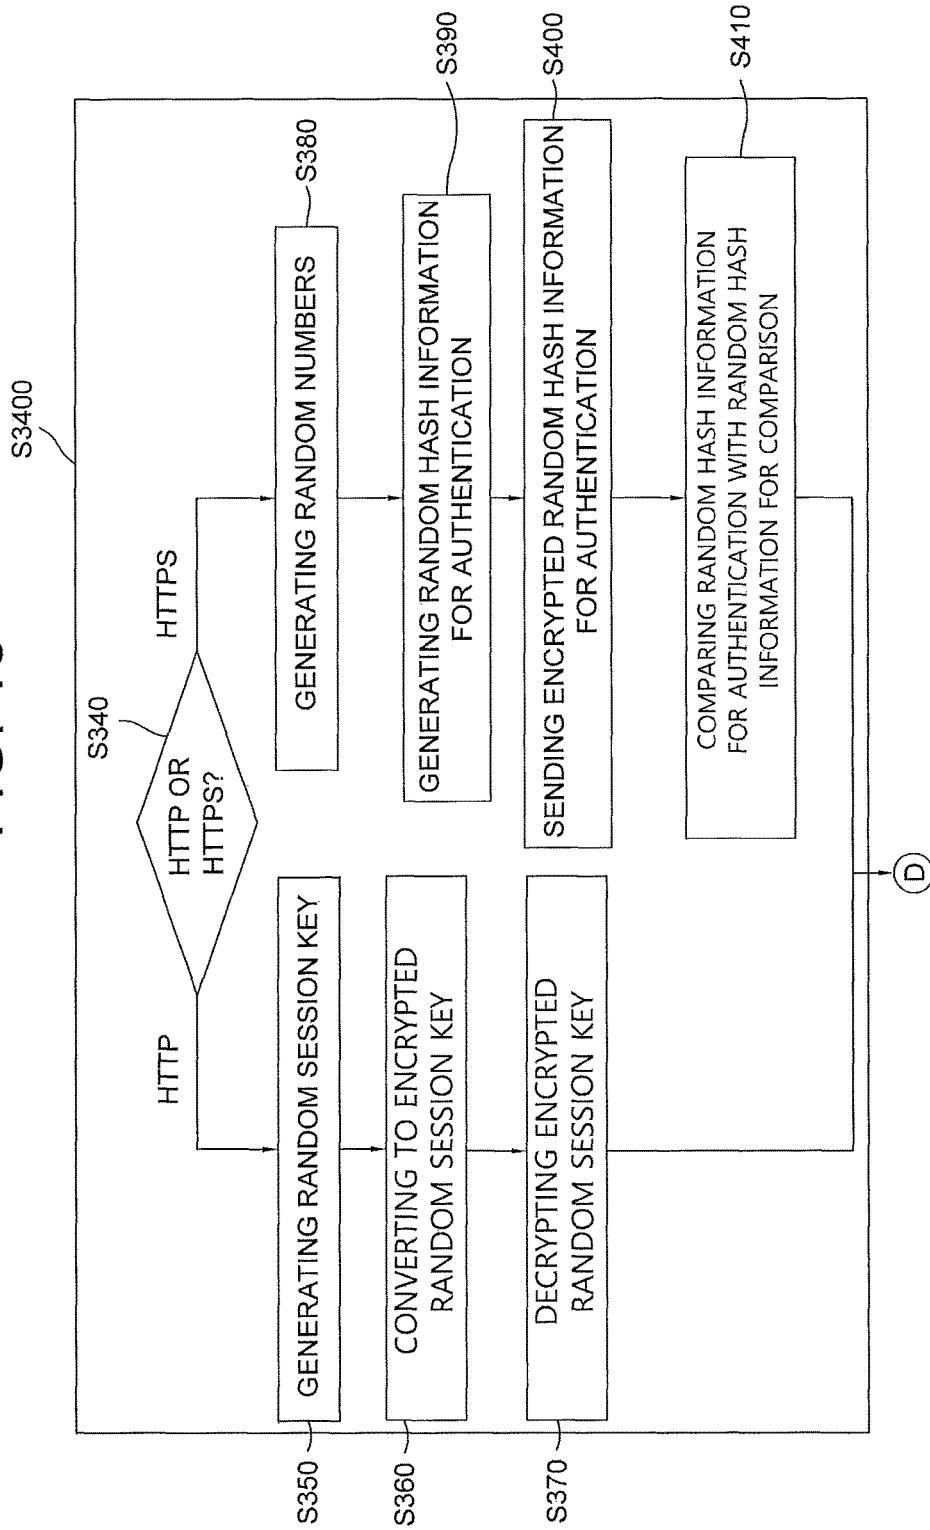 S3400
S340
HTTP OR
HTTPS?
HTTP
HTTPS
S350
GENERATING RANDOM SESSION KEY
S360
CONVERTING TO ENCRYPTED
RANDOM SESSION KEY
S370
DECRYPTING ENCRYPTED
RANDOM SESSION KEY
S380
GENERATING RANDOM NUMBERS
S390
GENERATING RANDOM HASH INFORMATION
FOR AUTHENTICATION
S400
SENDING ENCRYPTED RANDOM HASH INFORMATION
FOR AUTHENTICATION
S410
COMPARING RANDOM HASH INFORMATION
FOR AUTHENTICATION WITH RANDOM HASH
INFORMATION FOR COMPARISON
D